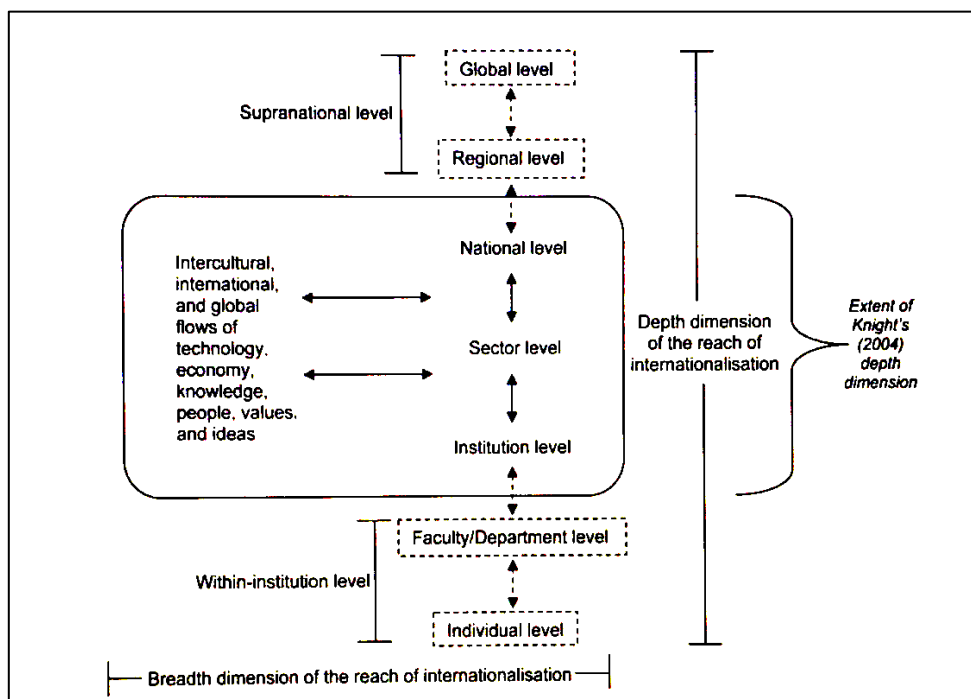 Global level
Supranational level
Regional level
National level
Intercultural,
international,
and global
flows of
technology,
economy,
knowledge,
people, values,
and ideas
Sector level
Institution level
Depth dimension
of the reach of
internationalisation
Extent of
Knight's
(2004)
depth
dimension
Faculty/Department level
Within-institution level
Individual level
Breadth dimension of the reach of internationalisation